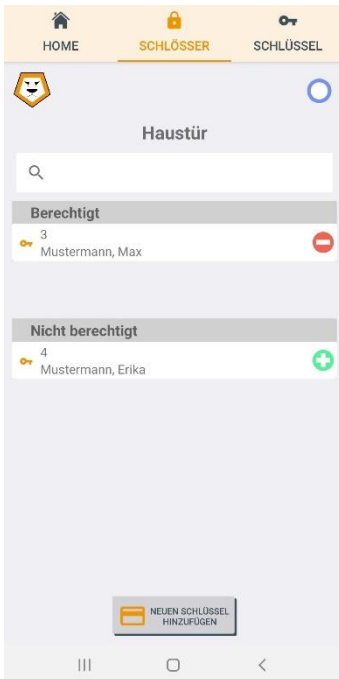 HOME
SCHLÖSSER
SCHLÜSSEL
Haustür
Berechtigt
3
Mustermann, Max
Nicht berechtigt
4
Mustermann, Erika
NEUEN SCHLÜSSEL
HINZUFÜGEN